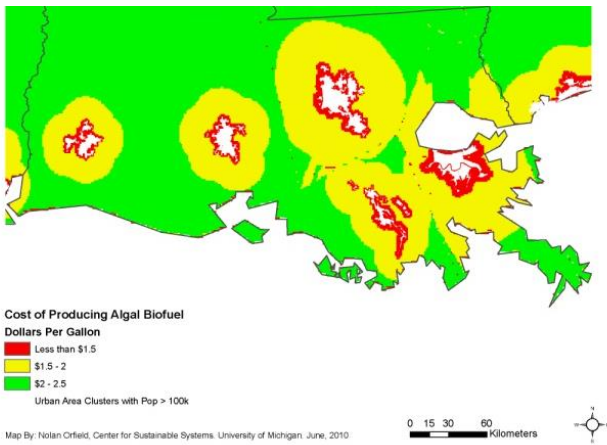 Cost of Producing Algal Biofuel
Dollars Per Gallon
Less than $1.5
$1.5 - 2
$2 - 2.5
Urban Area Clusters with Pop > 100k
Map By: Nolan Orfield, Center for Sustainable Systems. University of Michigan. June, 2010
0 15 30 60
Kilometers
N